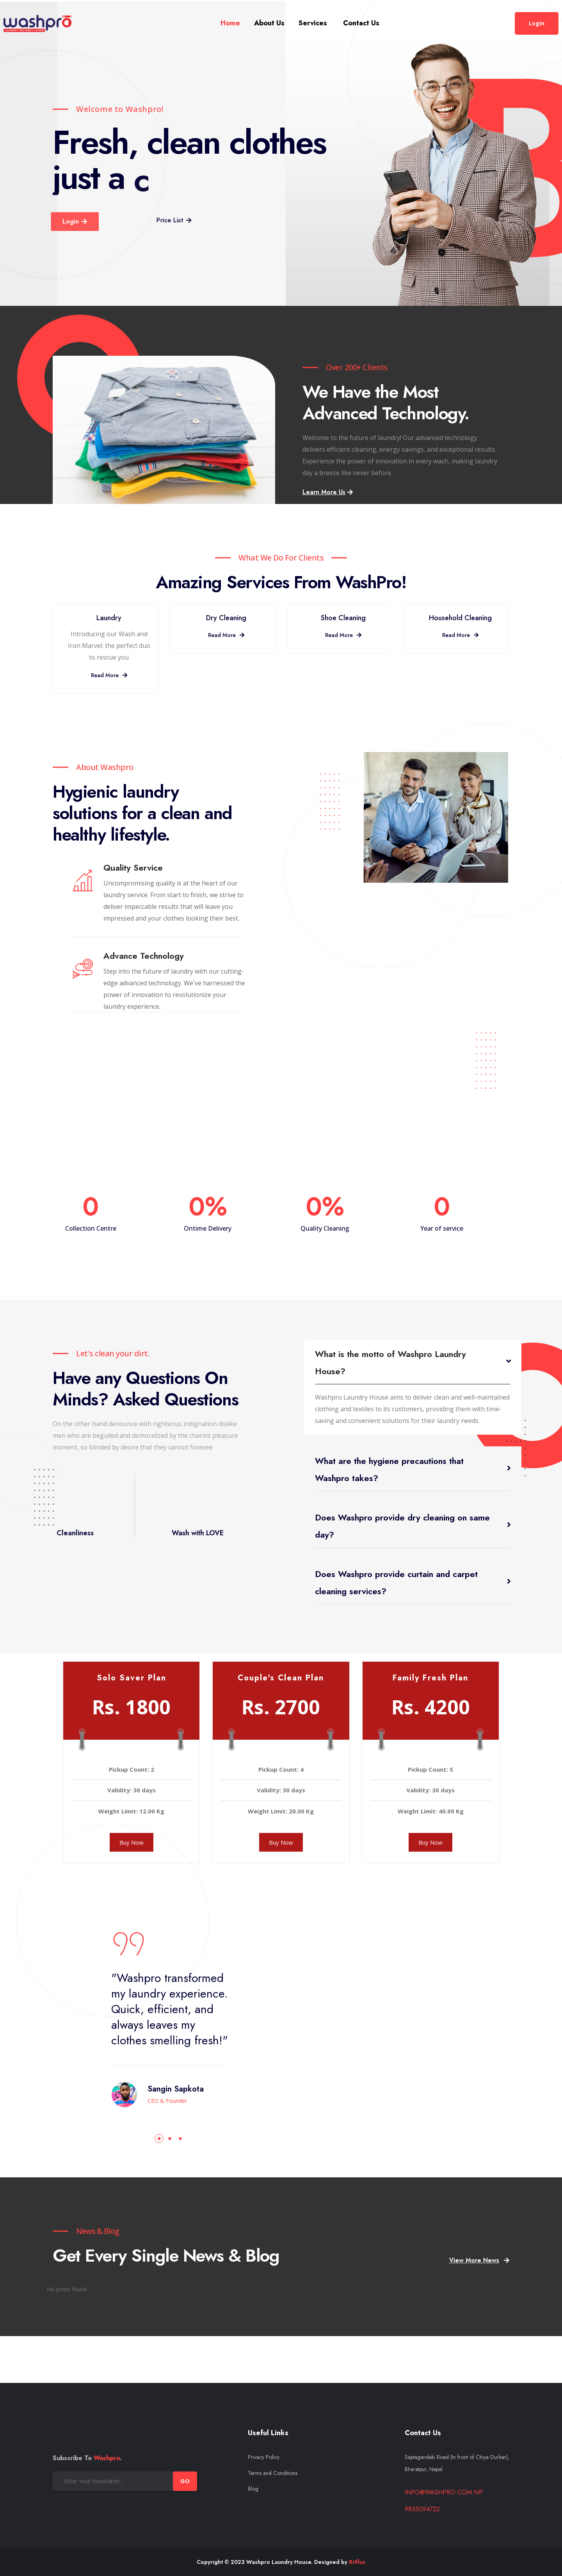 washpro
Home
About Us
Services
Contact Us
Login
Welcome to Washpro!
Fresh, clean clothes
just a c
Login
Price List
Over 200+ Clients
We Have the Most
Advanced Technology.
Welcome to the future of laundry! Our advanced technology
delivers efficient cleaning, energy savings, and exceptional results.
Experience the power of innovation in every wash, making laundry
day a breeze like never before.
Learn More Us
What We Do For Clients
Amazing Services From WashPro!
Laundry
Introducing our Wash and
Iron Marvel: the perfect duo
to rescue you
Read More
Dry Cleaning
Read More
Shoe Cleaning
Read More
Household Cleaning
Read More
About Washpro
Hygienic laundry
solutions for a clean and
healthy lifestyle.
Quality Service
Uncompromising quality is at the heart of our
laundry service. From start to finish, we strive to
deliver impeccable results that will leave you
impressed and your clothes looking their best.
Advance Technology
Step into the future of laundry with our cutting-
edge advanced technology. We've harnessed the
power of innovation to revolutionize your
laundry experience.
0
Collection Centre
0%
Ontime Delivery
0%
Quality Cleaning
0
Year of service
Let's clean your dirt.
Have any Questions On
Minds? Asked Questions
On the other hand denounce with righteous indignation dislike
men who are beguiled and demoralized by the charms pleasure
moment, so blinded by desire that they cannot foresee
Cleanliness
Wash with LOVE
What is the motto of Washpro Laundry
House?
Washpro Laundry House aims to deliver clean and well-maintained
clothing and textiles to its customers, providing them with time-
saving and convenient solutions for their laundry needs.
What are the hygiene precautions that
Washpro takes?
Does Washpro provide dry cleaning on same
day?
Does Washpro provide curtain and carpet
cleaning services?
Solo Saver Plan
Rs. 1800
Pickup Count: 2
Validity: 30 days
Weight Limit: 12.00 Kg
Buy Now
Couple's Clean Plan
Rs. 2700
Pickup Count: 4
Validity: 30 days
Weight Limit: 20.00 Kg
Buy Now
Family Fresh Plan
Rs. 4200
Pickup Count: 5
Validity: 30 days
Weight Limit: 40.00 Kg
Buy Now
"Washpro transformed
my laundry experience.
Quick, efficient, and
always leaves my
clothes smelling fresh!"
Sangin Sapkota
CEO & Founder
News & Blog
Get Every Single News & Blog
View More News
No posts found
Subscribe To Washpro.
Enter Your Newsletter...
GO
Useful Links
Privacy Policy
Terms and Conditions
Blog
Contact Us
Saptagandaki Road (In front of Chiya Durbar),
Bharatpur, Nepal
INFO@WASHPRO.COM.NP
9855094722
Copyright © 2023 Washpro Laundry House. Designed by Bitflux